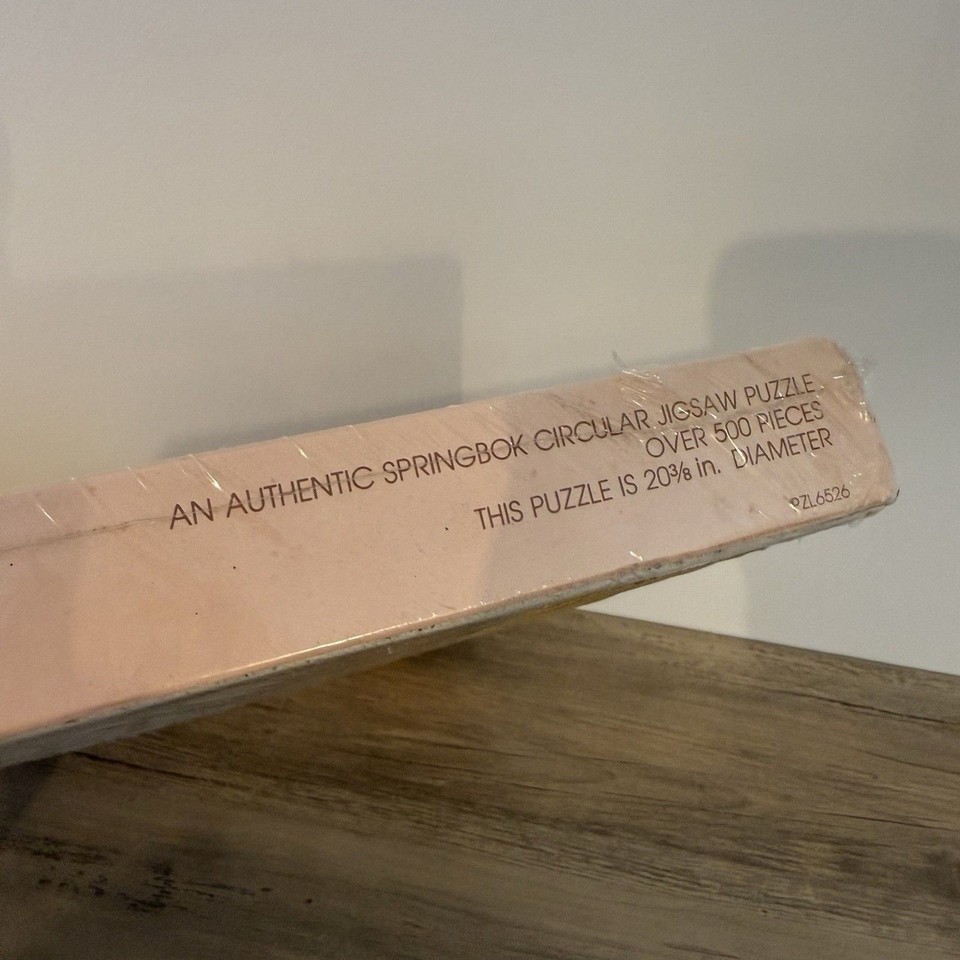 AN AUTHENTIC SPRINGBOK CIRCULAR JIGSAW PUZZLE
OVER 500 PIECES
THIS PUZZLE IS 20⅜ in. DIAMETER
PZL6526